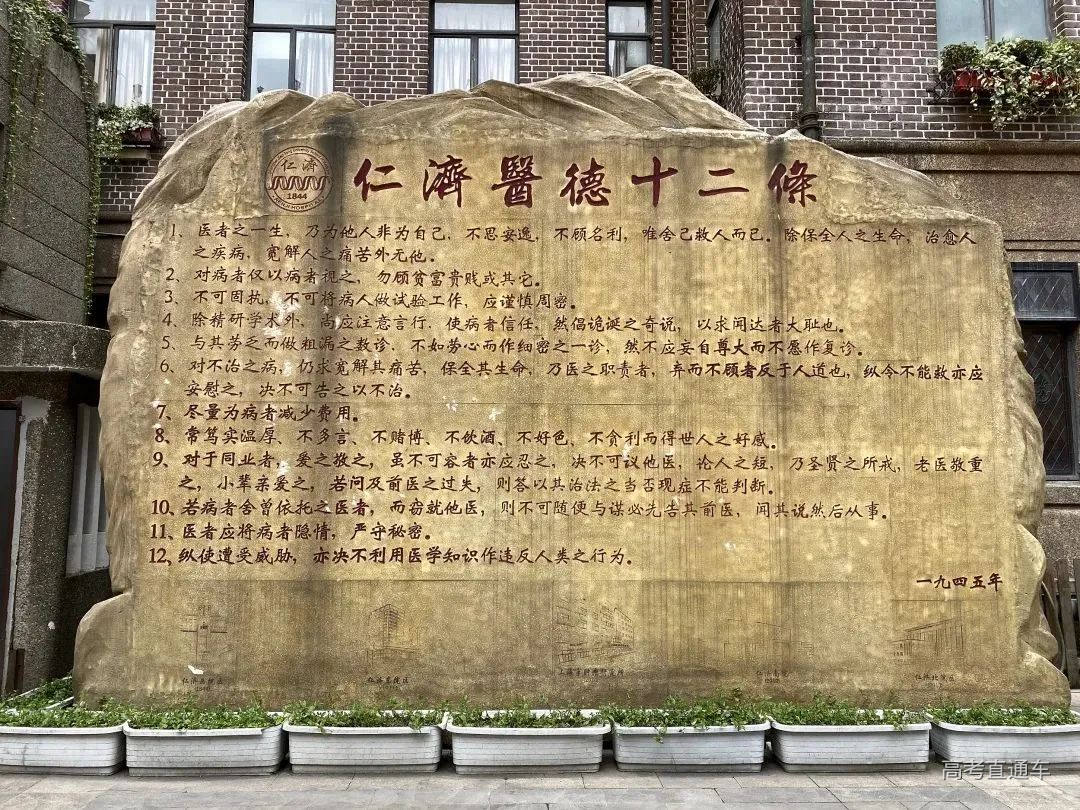 仁濟
1844
仁濟醫德十二條
1、医者之一生，乃为他人非为自己，不思安逸，不顾名利，唯舍己救人而已。除保全人之生命，治愈人
之疾病，宽解人之痛苦外无他。
2、对病者仅以病者视之，勿顾贫富贵贱或其它。
3、不可固执，不可将病人做试验工作，应谨慎周密。
4、除精研学术外，尚应注意言行，使病者信任，然倡诡诞之奇说，以求闻达者大耻也。
5、与其劳之而做粗漏之数诊，不如劳心而作细密之一诊，然不应妄自尊大而不愿作复诊。
6、对不治之病，仍求宽解其痛苦，保全其生命，乃医之职责者，弃而不顾者反于人道也，纵令不能救亦应
安慰之，决不可告之以不治。
7、尽量为病者减少费用。
8、常笃实温厚、不多言、不赌博、不饮酒、不好色、不贪利而得世人之好感。
9、对于同业者，爱之敬之，虽不可容者亦应忍之，决不可议他医，论人之短，乃圣贤之所戒，老医敬重
之，小辈亲爱之，若问及前医之过失，则答以其治法之当否现症不能判断。
10、若病者舍曾依托之医者，而窃就他医，则不可随便与谋必先告其前医，闻其说然后从事。
11、医者应将病者隐情，严守秘密。
12、纵使遭受威胁，亦决不利用医学知识作违反人类之行为。
一九四五年
仁济西院区
仁济东院区
仁济南院
仁济北院区
高考直通车